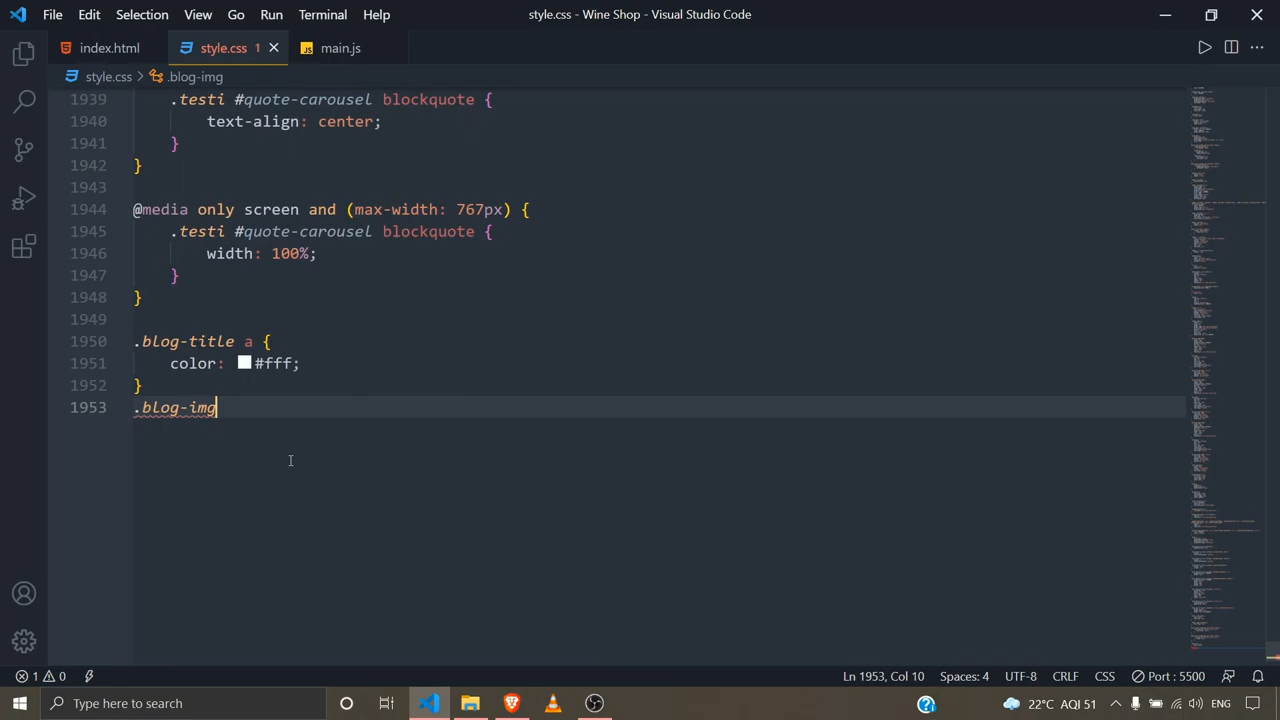 File Edit Selection View Go Run Terminal Help
style.css - Wine Shop - Visual Studio Code
index.html
style.css 1
main.js
style.css > .blog-img
1939 .testi #quote-carousel blockquote {
1940 text-align: center;
1941 }
1942 }
1943
1944 @media only screen and (max-width: 767px) {
1945 .testi #quote-carousel blockquote {
1946 width: 100%;
1947 }
1948 }
1949
1950 .blog-title a {
1951 color: #fff;
1952 }
1953 .blog-img
1 0
Ln 1953, Col 10
Spaces: 4
UTF-8
CRLF
CSS
Port : 5500
Type here to search
22°C AQI 51
ENG